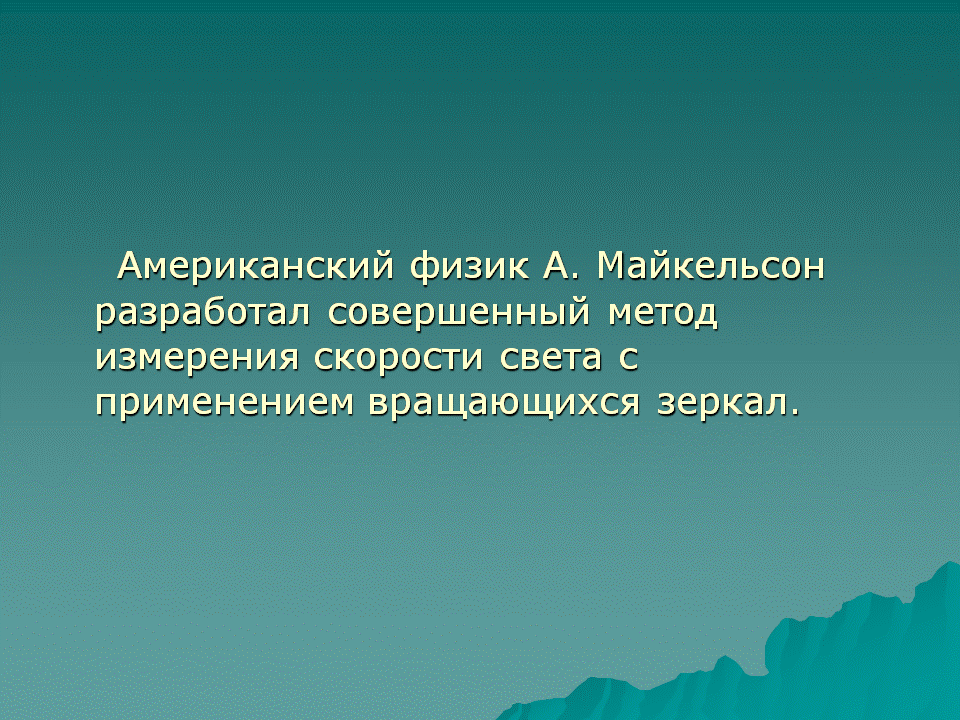 Американский физик А. Майкельсон
разработал совершенный метод
измерения скорости света с
применением вращающихся зеркал.